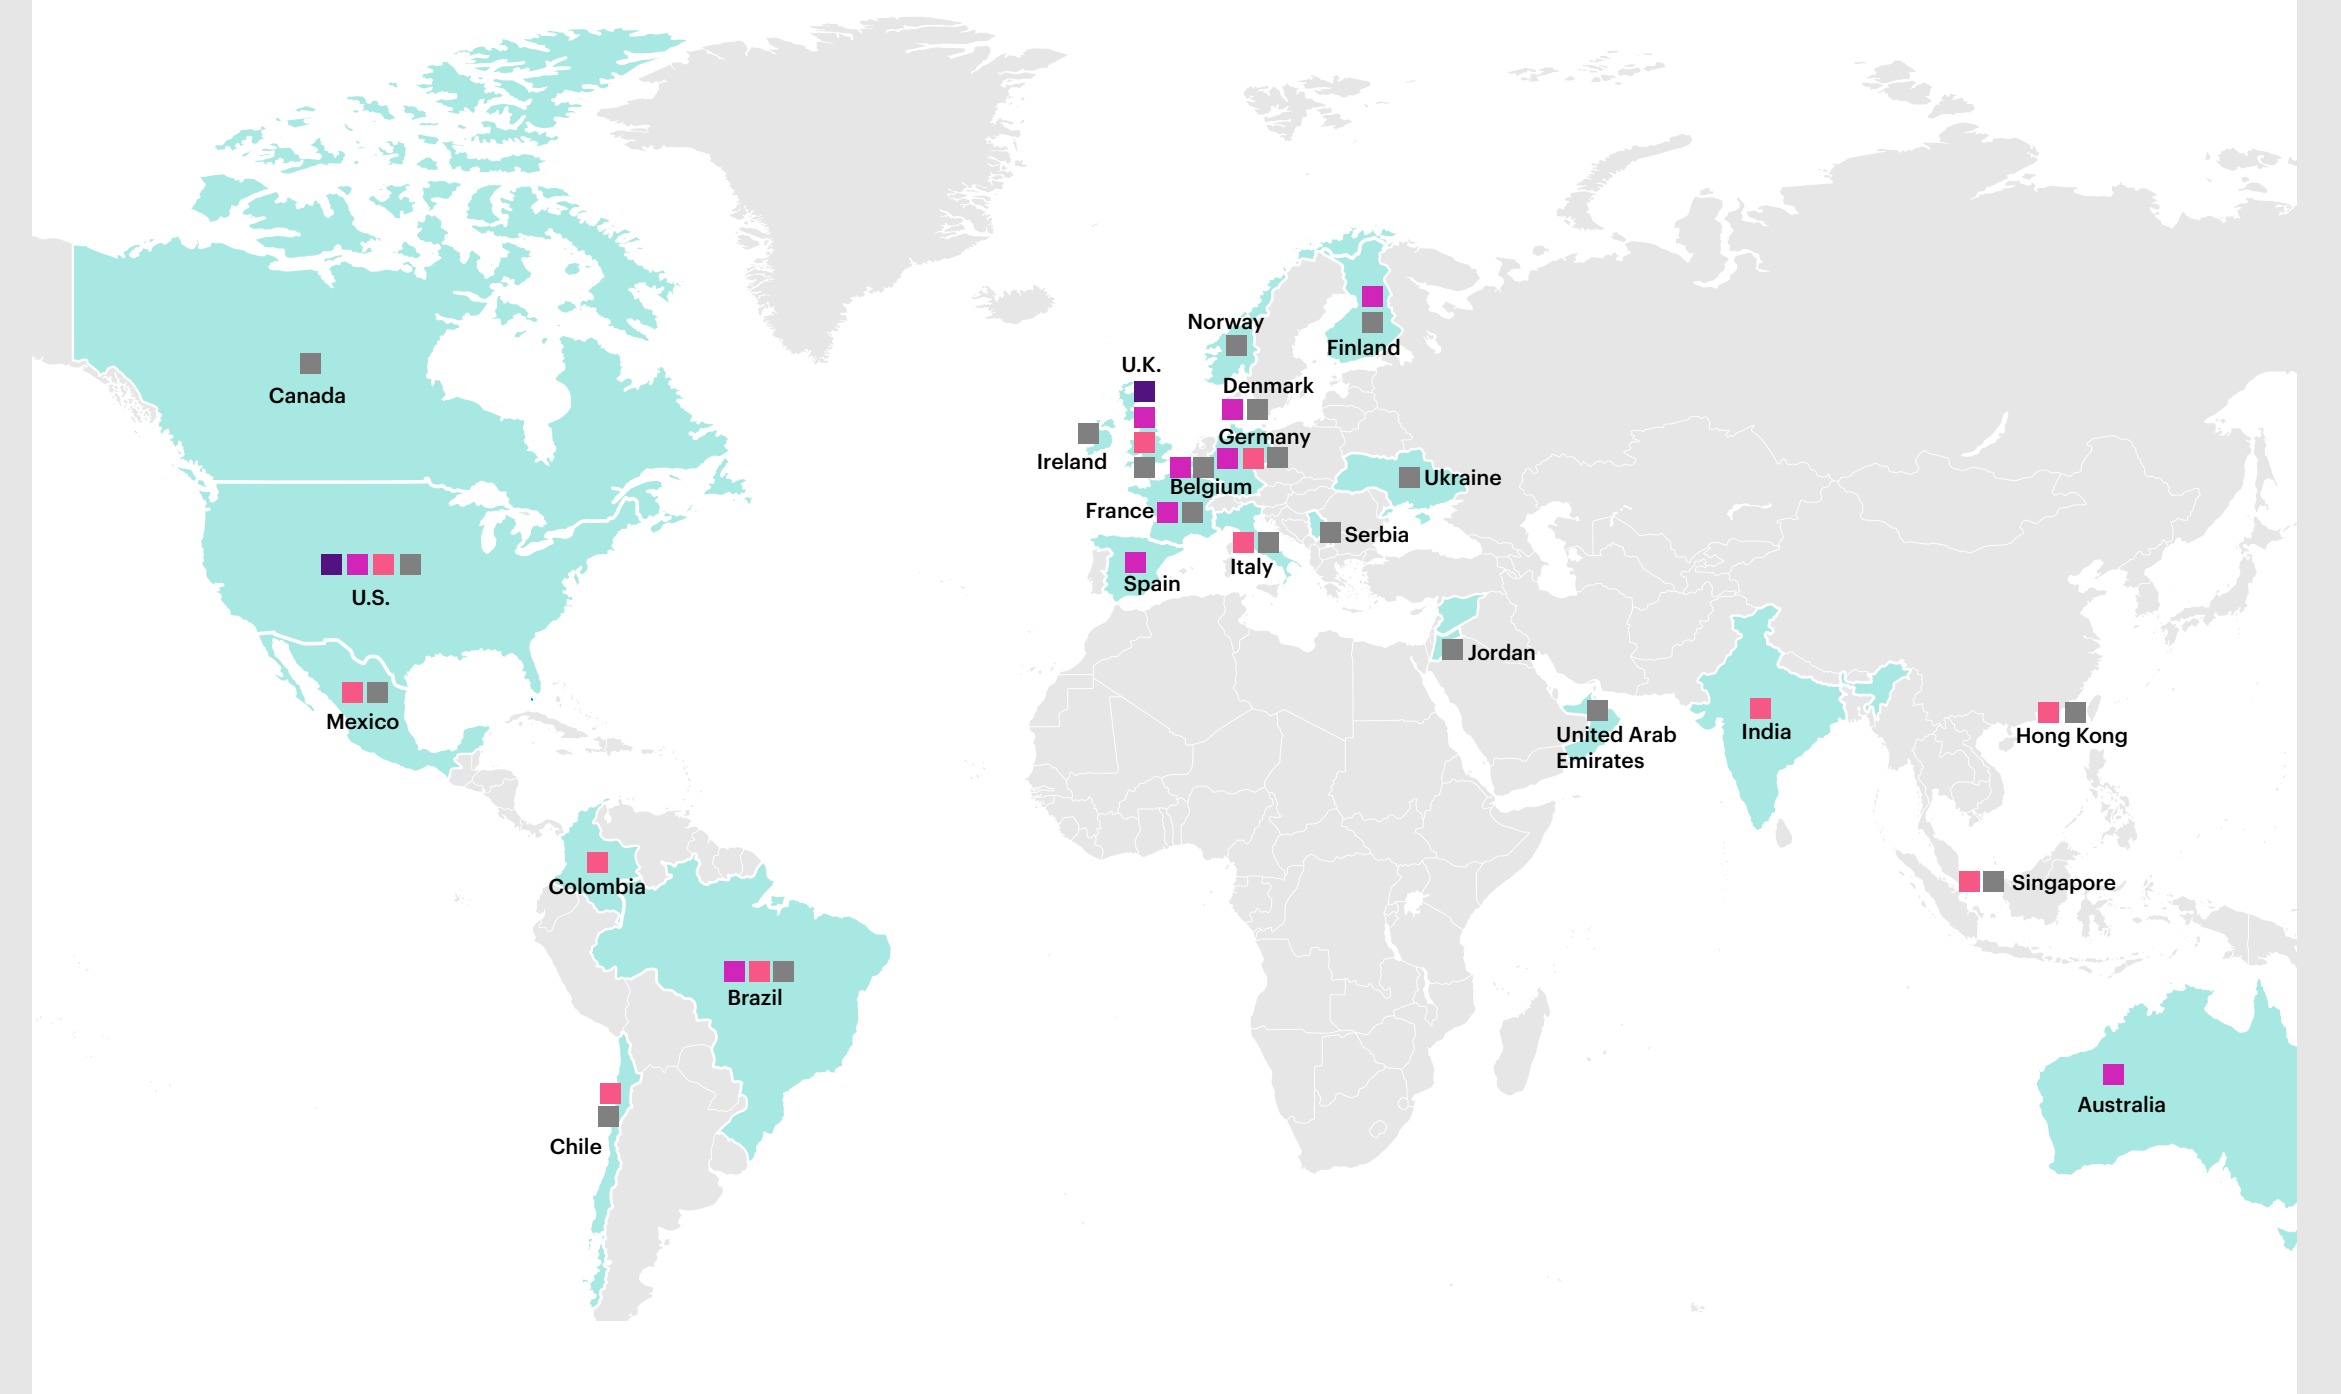 Norway
Finland
U.K.
Denmark
Canada
Germany
Ireland
Ukraine
Belgium
France
Serbia
Italy
Spain
U.S.
Jordan
Mexico
India
United Arab
Emirates
Hong Kong
Colombia
Singapore
Brazil
Australia
Chile